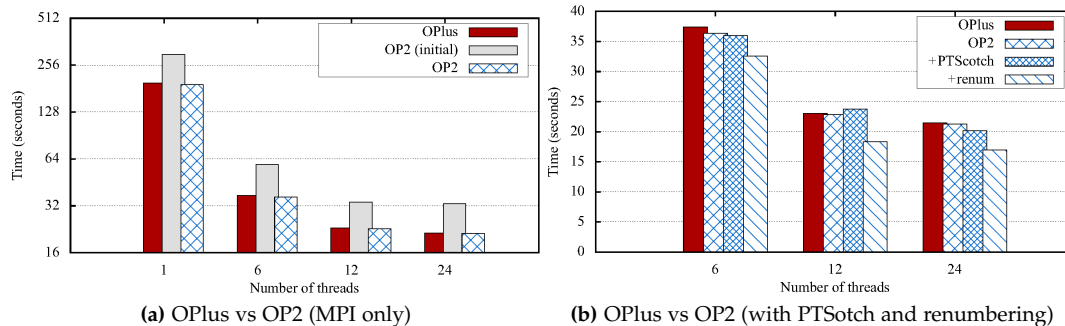 512
256
128
64
32
16
Time (seconds)
OPlus
OP2 (initial)
OP2
1
6
12
24
Number of threads
(a) OPlus vs OP2 (MPI only)
40
35
30
25
20
15
10
5
0
Time (seconds)
OPlus
OP2
+PTScotch
+renum
6
12
24
Number of threads
(b) OPlus vs OP2 (with PTSotch and renumbering)